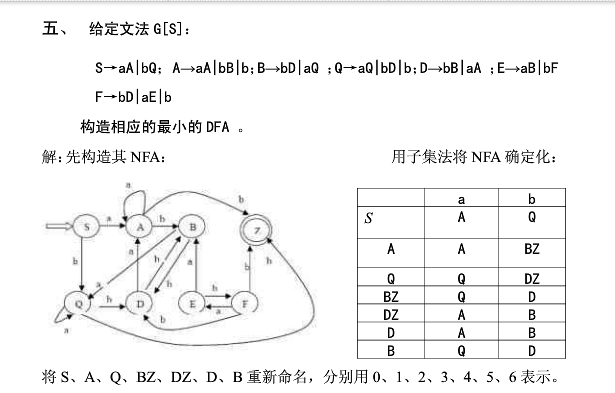 五、 给定文法 G[S]:
S→aA|bQ; A→aA|bB|b;B→bD|aQ ;Q→aQ|bD|b;D→bB|aA ;E→aB|bF
F→bD|aE|b
构造相应的最小的 DFA 。
解:先构造其 NFA: 用子集法将 NFA 确定化:
a b
S A Q
A A BZ
Q Q DZ
BZ Q D
DZ A B
D A B
B Q D
a
b
S a A b B Z
b a b b a b b b
a
Q b D E b F
a
a b
将 S、A、Q、BZ、DZ、D、B 重新命名，分别用 0、1、2、3、4、5、6 表示。